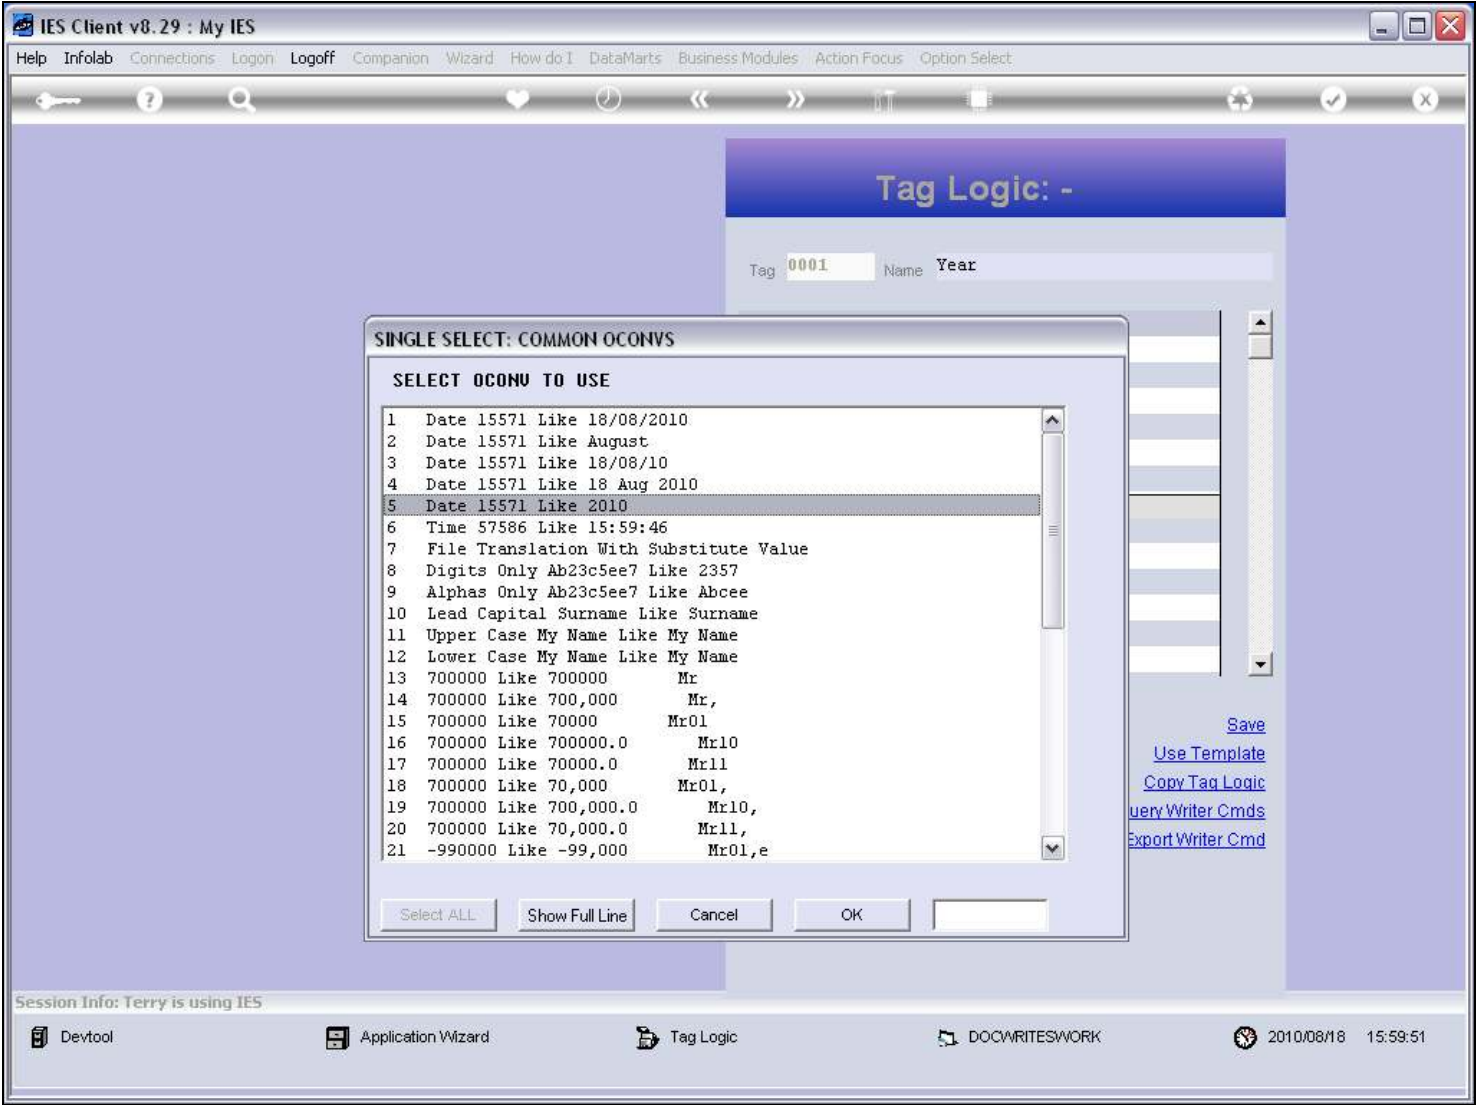 IES Client v8.29 : My IES
Help Infolab Connections Logon Logoff Companion Wizard How do I DataMarts Business Modules Action Focus Option Select
Tag Logic: -
Tag 0001 Name Year
SINGLE SELECT: COMMON OCONVS
SELECT OCONV TO USE
1 Date 15571 Like 18/08/2010
2 Date 15571 Like August
3 Date 15571 Like 18/08/10
4 Date 15571 Like 18 Aug 2010
5 Date 15571 Like 2010
6 Time 57586 Like 15:59:46
7 File Translation With Substitute Value
8 Digits Only Ab23c5ee7 Like 2357
9 Alphas Only Ab23c5ee7 Like Abcee
10 Lead Capital Surname Like Surname
11 Upper Case My Name Like My Name
12 Lower Case My Name Like My Name
13 700000 Like 700000 Mr
14 700000 Like 700,000 Mr,
15 700000 Like 70000 Mr01
16 700000 Like 700000.0 Mr10
17 700000 Like 70000.0 Mr11
18 700000 Like 70,000 Mr01,
19 700000 Like 700,000.0 Mr10,
20 700000 Like 70,000.0 Mr11,
21 -990000 Like -99,000 Mr01,e
Save
Use Template
Copy Tag Logic
uery Writer Cmds
Export Writer Cmd
Select ALL Show Full Line Cancel OK
Session Info: Terry is using IES
Devtool Application Wizard Tag Logic DOCWRITESWORK 2010/08/18 15:59:51